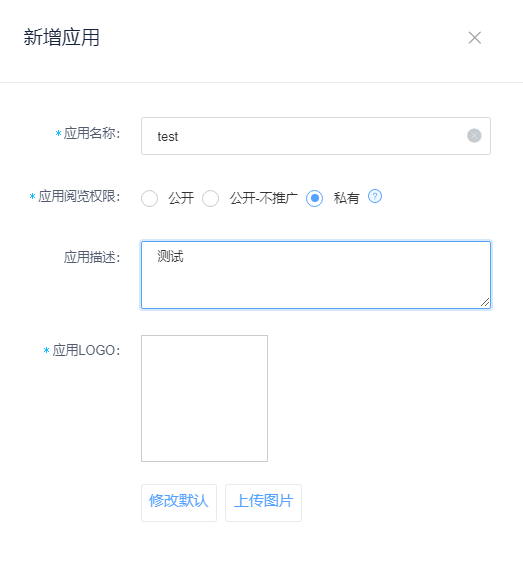 新增应用
*应用名称:
test
*应用阅览权限:
公开 公开-不推广 私有 ?
应用描述:
测试
*应用LOGO:
修改默认 上传图片